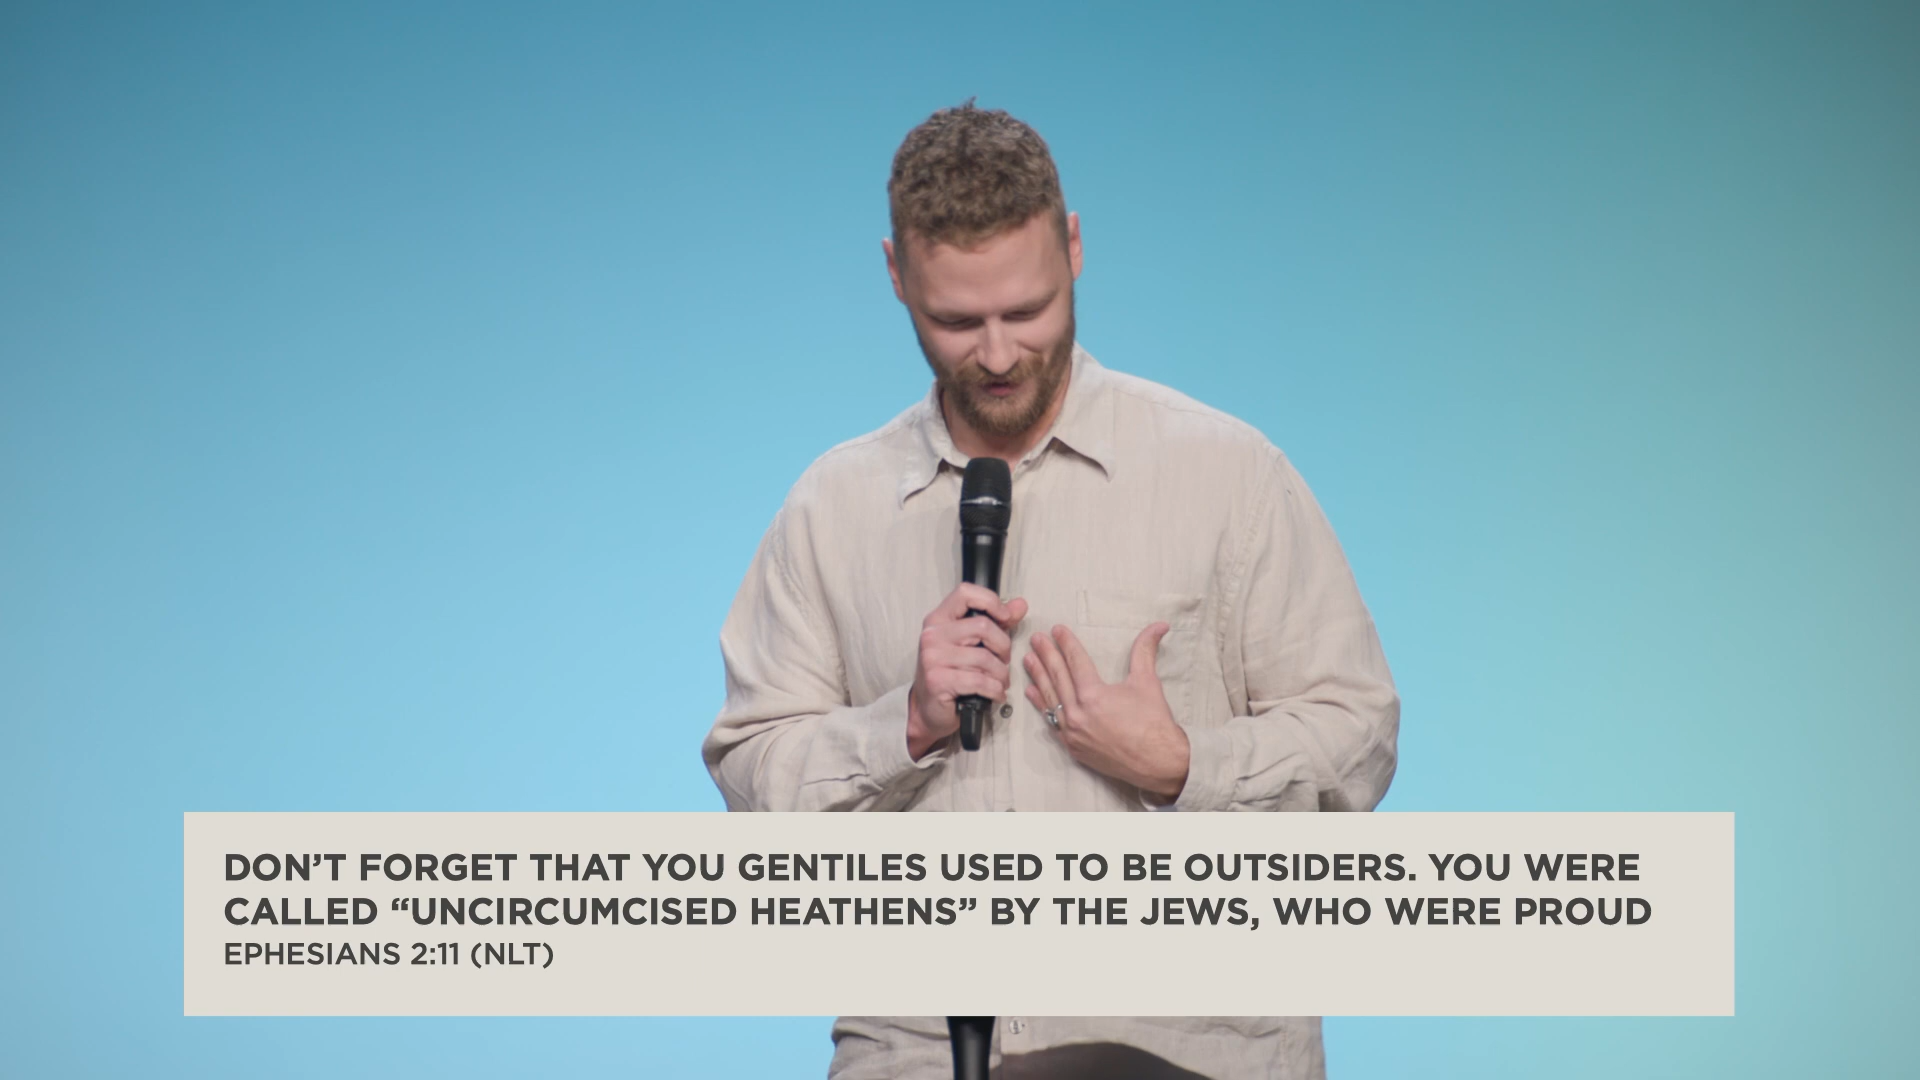 DON’T FORGET THAT YOU GENTILES USED TO BE OUTSIDERS. YOU WERE
CALLED “UNCIRCUMCISED HEATHENS” BY THE JEWS, WHO WERE PROUD
EPHESIANS 2:11 (NLT)